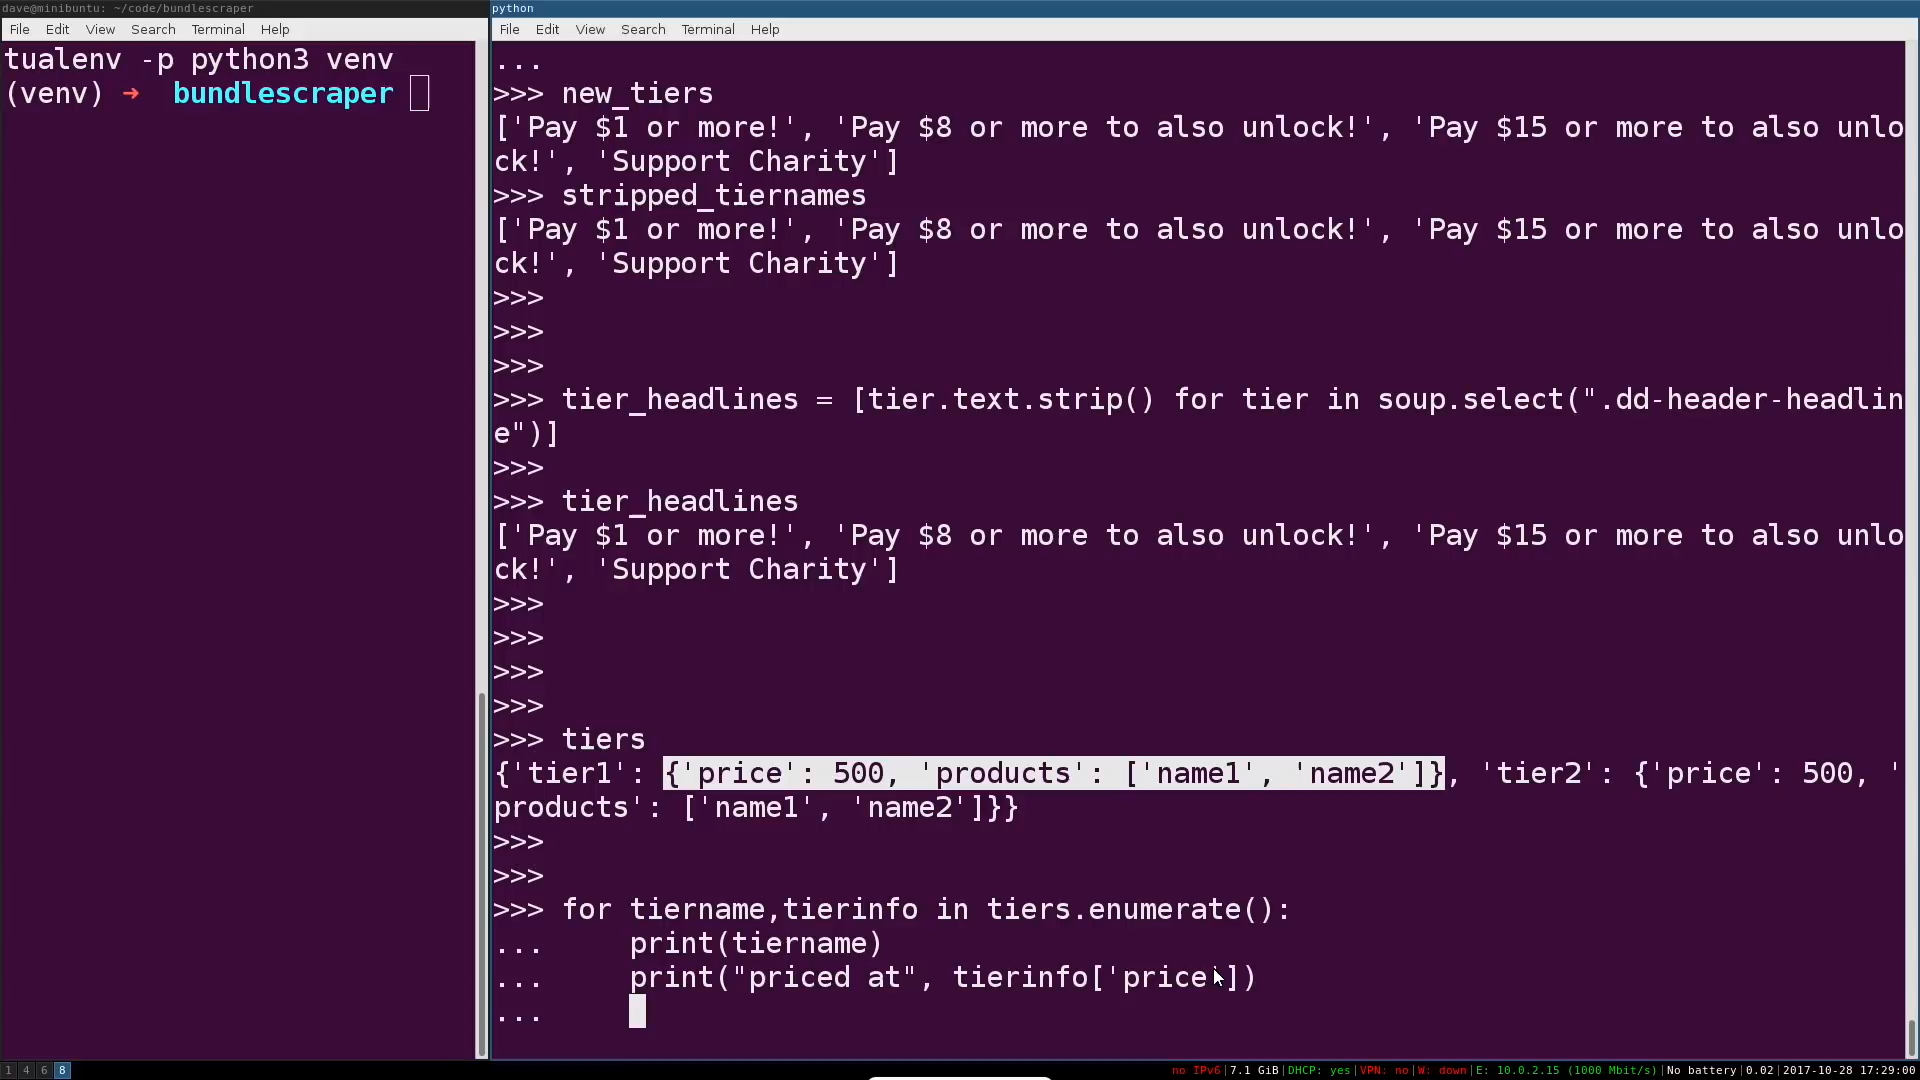 dave@minibuntu: ~/code/bundlescraper
File Edit View Search Terminal Help
tualenv -p python3 venv
(venv) ➜ bundlescraper
python
File Edit View Search Terminal Help
...
>>> new_tiers
['Pay $1 or more!', 'Pay $8 or more to also unlock!', 'Pay $15 or more to also unlo
ck!', 'Support Charity']
>>> stripped_tiernames
['Pay $1 or more!', 'Pay $8 or more to also unlock!', 'Pay $15 or more to also unlo
ck!', 'Support Charity']
>>>
>>>
>>>
>>> tier_headlines = [tier.text.strip() for tier in soup.select(".dd-header-headlin
e")]
>>>
>>> tier_headlines
['Pay $1 or more!', 'Pay $8 or more to also unlock!', 'Pay $15 or more to also unlo
ck!', 'Support Charity']
>>>
>>>
>>>
>>>
>>> tiers
{'tier1': {'price': 500, 'products': ['name1', 'name2']}, 'tier2': {'price': 500, '
products': ['name1', 'name2']}}
>>>
>>>
>>> for tiername,tierinfo in tiers.enumerate():
...     print(tiername)
...     print("priced at", tierinfo['price'])
...
1 4 6 8
no IPv6|7.1 GiB|DHCP: yes|VPN: no|W: down|E: 10.0.2.15 (1000 Mbit/s)|No battery|0.02|2017-10-28 17:29:00